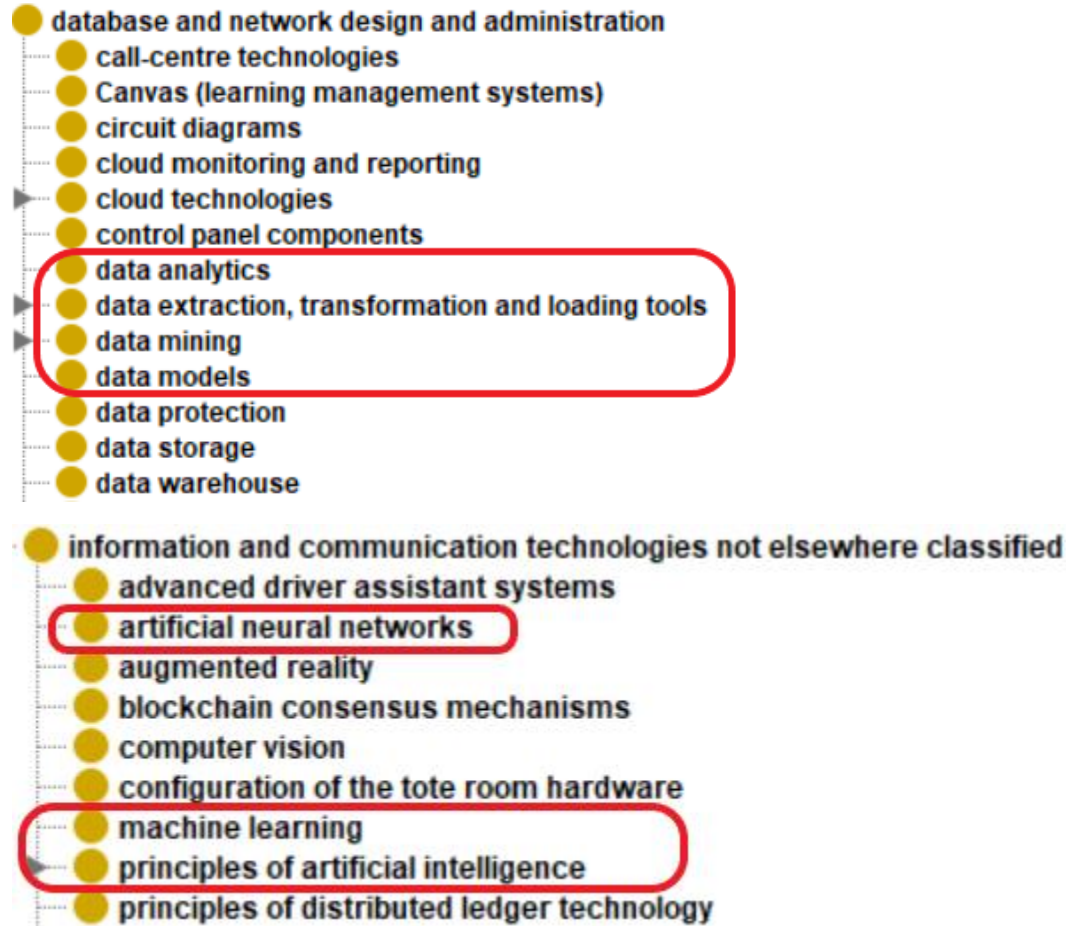 database and network design and administration
call-centre technologies
Canvas (learning management systems)
circuit diagrams
cloud monitoring and reporting
cloud technologies
control panel components
data analytics
data extraction, transformation and loading tools
data mining
data models
data protection
data storage
data warehouse
information and communication technologies not elsewhere classified
advanced driver assistant systems
artificial neural networks
augmented reality
blockchain consensus mechanisms
computer vision
configuration of the tote room hardware
machine learning
principles of artificial intelligence
principles of distributed ledger technology